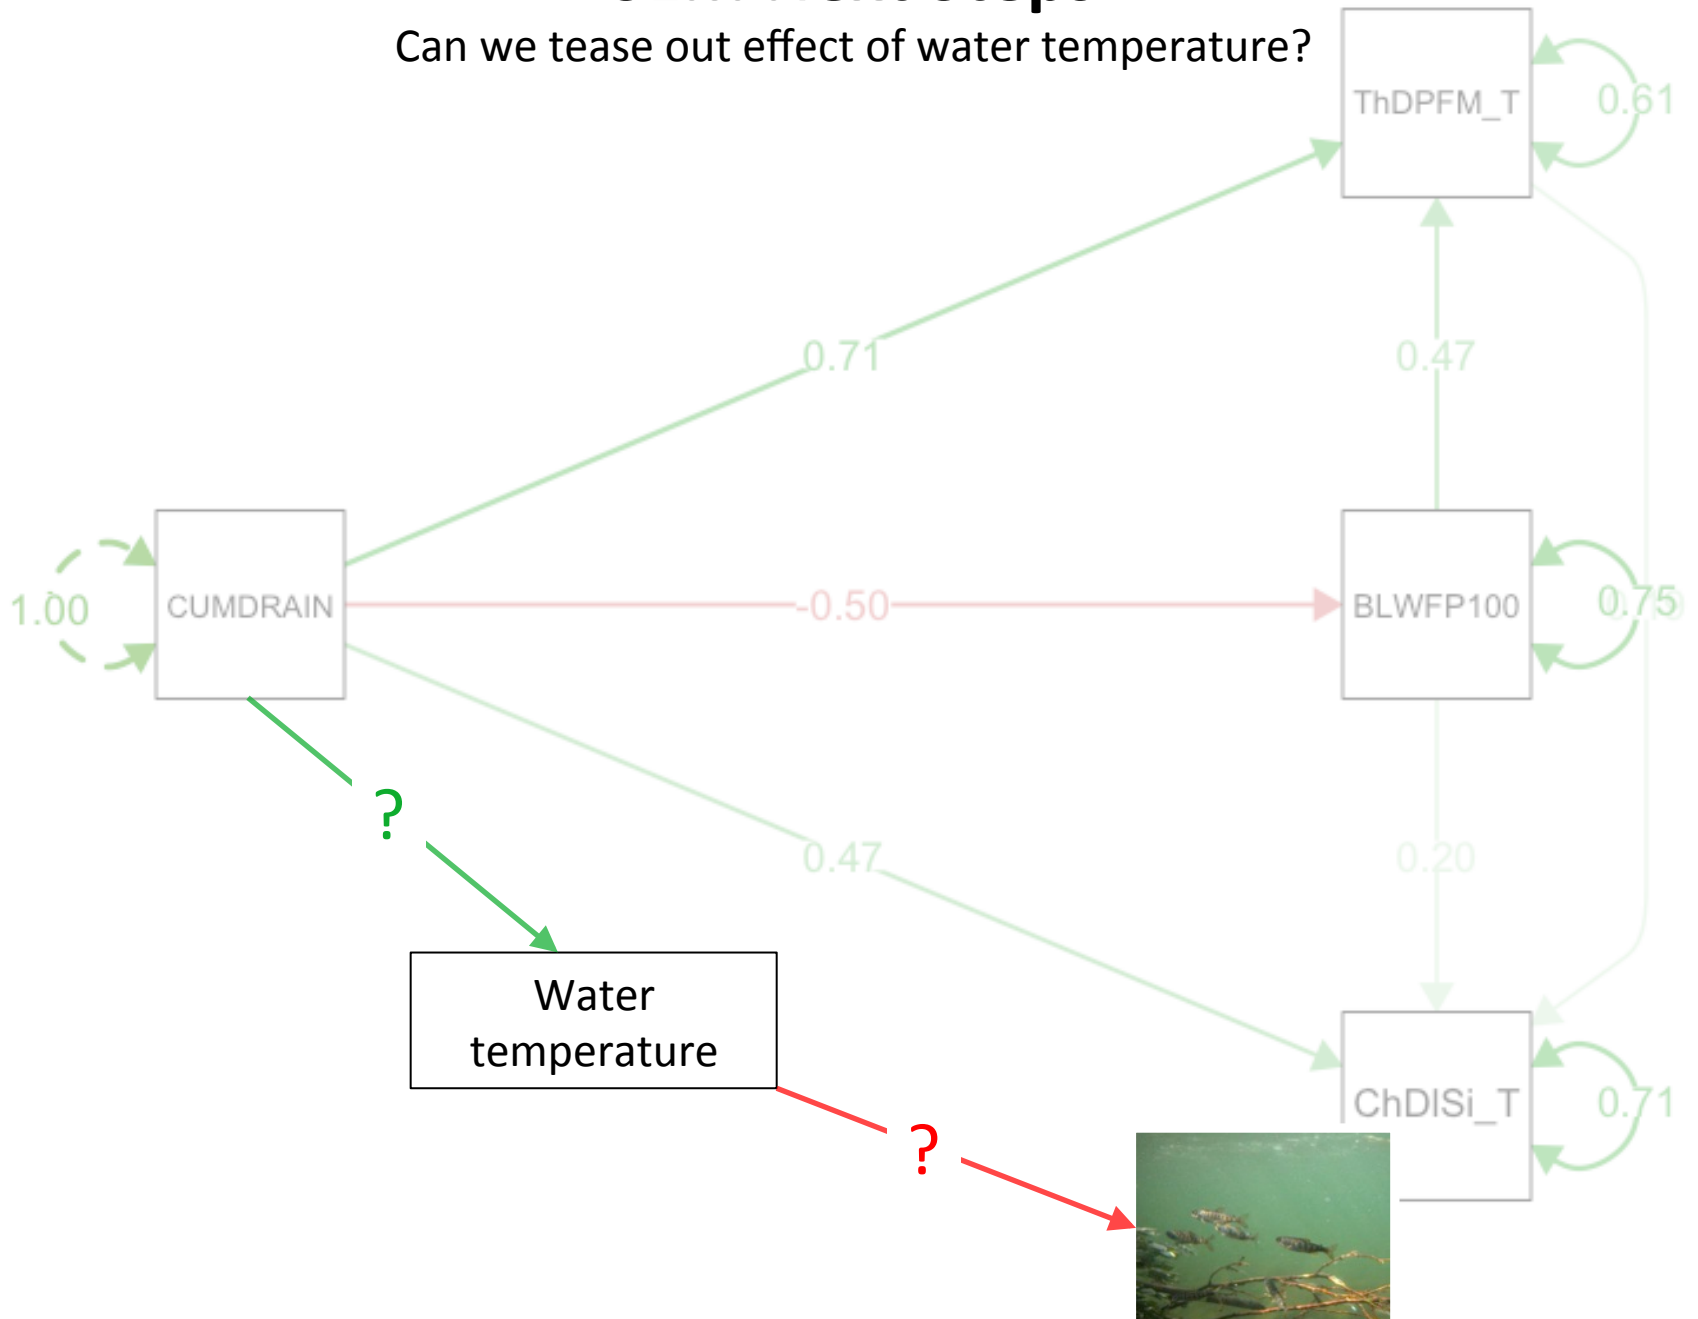 Can we tease out effect of water temperature?
ThDPFM_T
0.61
0.71
0.47
1.00
CUMDRAIN
-0.50
BLWFP100
0.75
?
0.47
0.20
Water
temperature
?
ChDISi_T
0.71